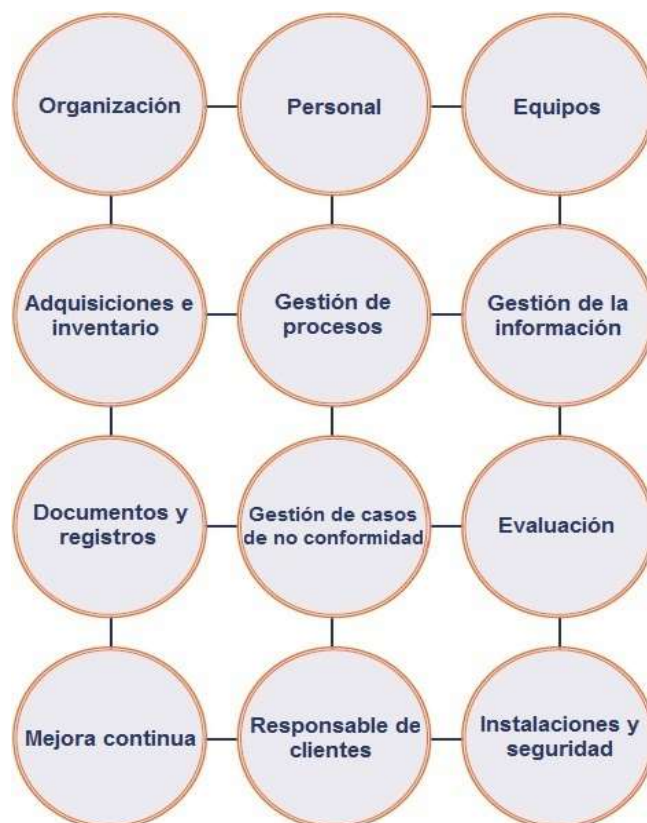 Organización
Personal
Equipos
Adquisiciones e
inventario
Gestión de
procesos
Gestión de la
información
Documentos y
registros
Gestión de casos
de no conformidad
Evaluación
Mejora continua
Responsable de
clientes
Instalaciones y
seguridad